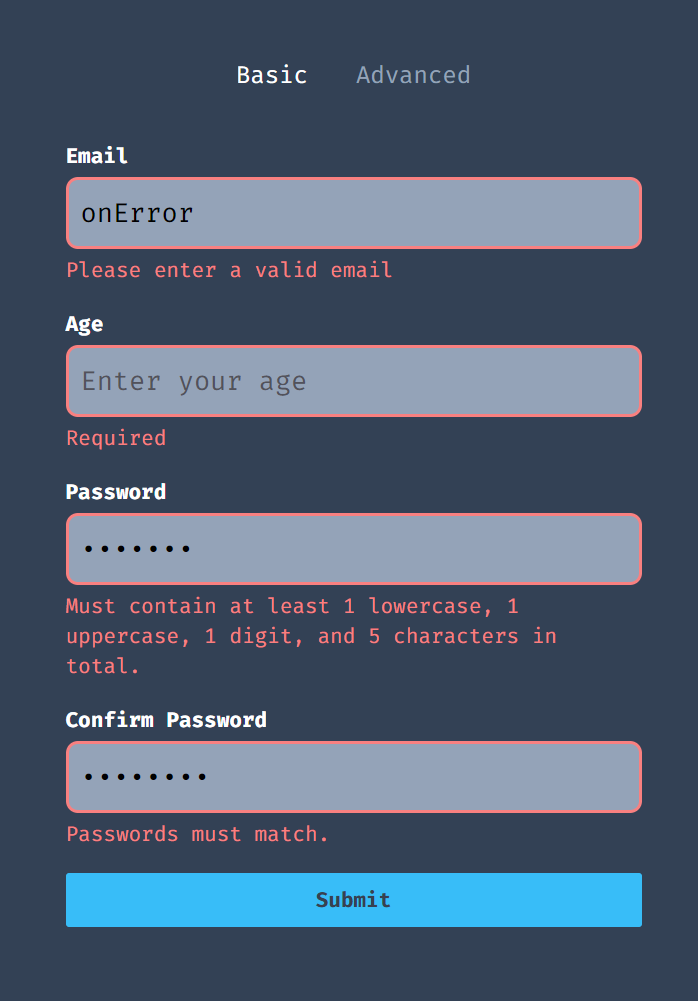 Basic Advanced
Email
onError
Please enter a valid email
Age
Enter your age
Required
Password
•••••••
Must contain at least 1 lowercase, 1
uppercase, 1 digit, and 5 characters in
total.
Confirm Password
••••••••
Passwords must match.
Submit